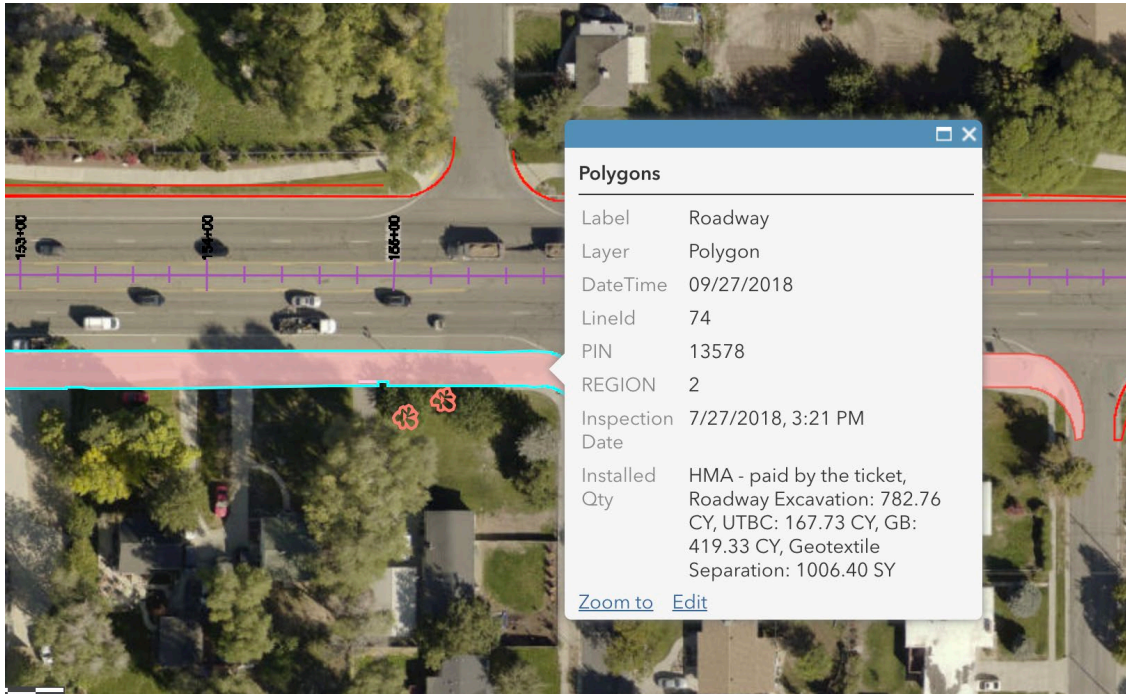 153+00
154+00
155+00
Polygons
Label Roadway
Layer Polygon
DateTime 09/27/2018
LineId 74
PIN 13578
REGION 2
Inspection Date 7/27/2018, 3:21 PM
Installed Qty HMA - paid by the ticket,
Roadway Excavation: 782.76
CY, UTBC: 167.73 CY, GB:
419.33 CY, Geotextile
Separation: 1006.40 SY
Zoom to Edit